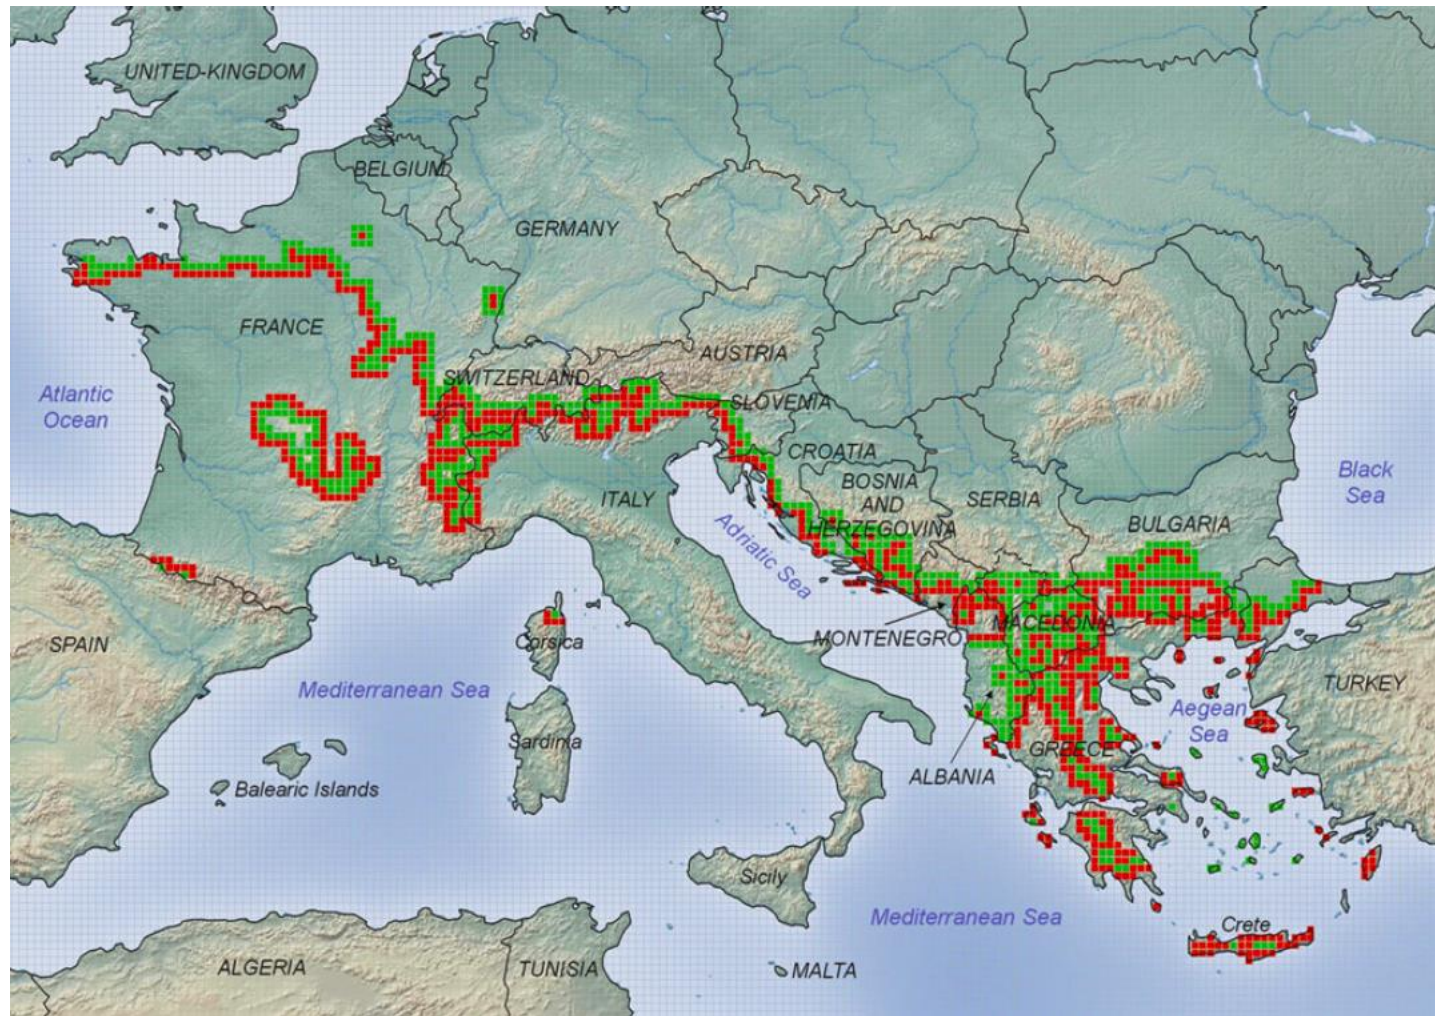 UNITED-KINGDOM
BELGIUM
GERMANY
FRANCE
AUSTRIA
SWITZERLAND
Atlantic
Ocean
SLOVENIA
CROATIA
BOSNIA
AND
HERZEGOVINA
SERBIA
Black
Sea
ITALY
BULGARIA
Adriatic Sea
SPAIN
Corsica
MONTENEGRO
MACEDONIA
Mediterranean Sea
TURKEY
Aegean
Sea
Sardinia
GREECE
ALBANIA
Balearic Islands
Sicily
Mediterranean Sea
Crete
ALGERIA
TUNISIA
MALTA